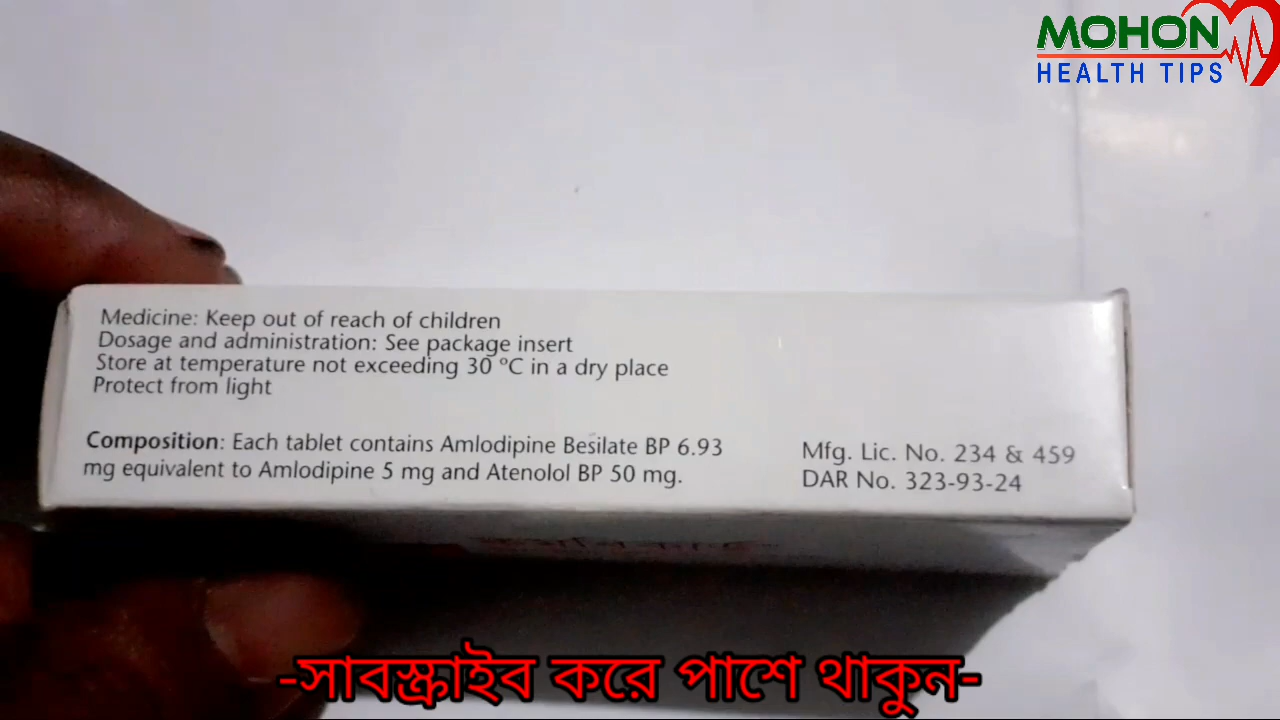 MOHON
HEALTH TIPS
Medicine: Keep out of reach of children
Dosage and administration: See package insert
Store at temperature not exceeding 30 ºC in a dry place
Protect from light
Composition: Each tablet contains Amlodipine Besilate BP 6.93
mg equivalent to Amlodipine 5 mg and Atenolol BP 50 mg.
Mfg. Lic. No. 234 & 459
DAR No. 323-93-24
-সাবস্ক্রাইব করে পাশে থাকুন-